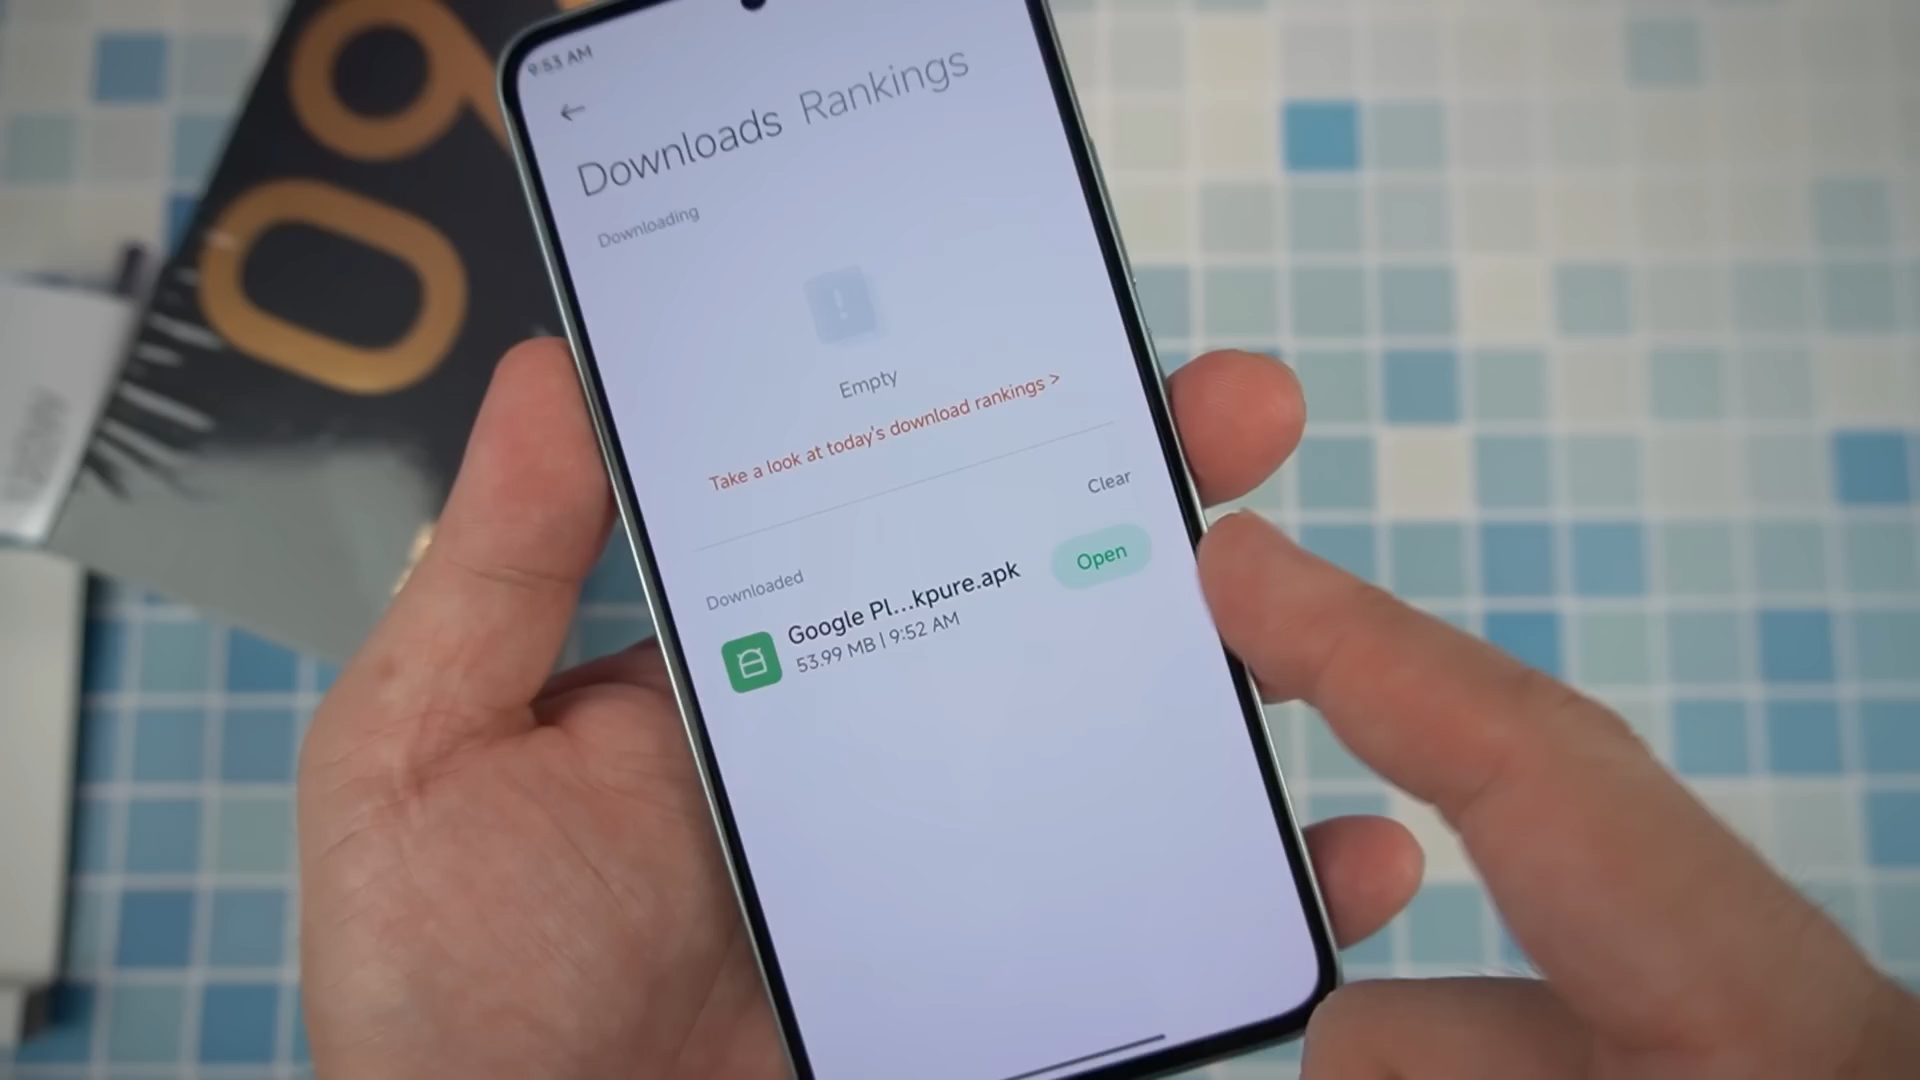 9:53 AM
Downloads Rankings
Downloading
Empty
Take a look at today's download rankings >
Clear
Downloaded
Google Pl...kpure.apk
Open
53.99 MB | 9:52 AM